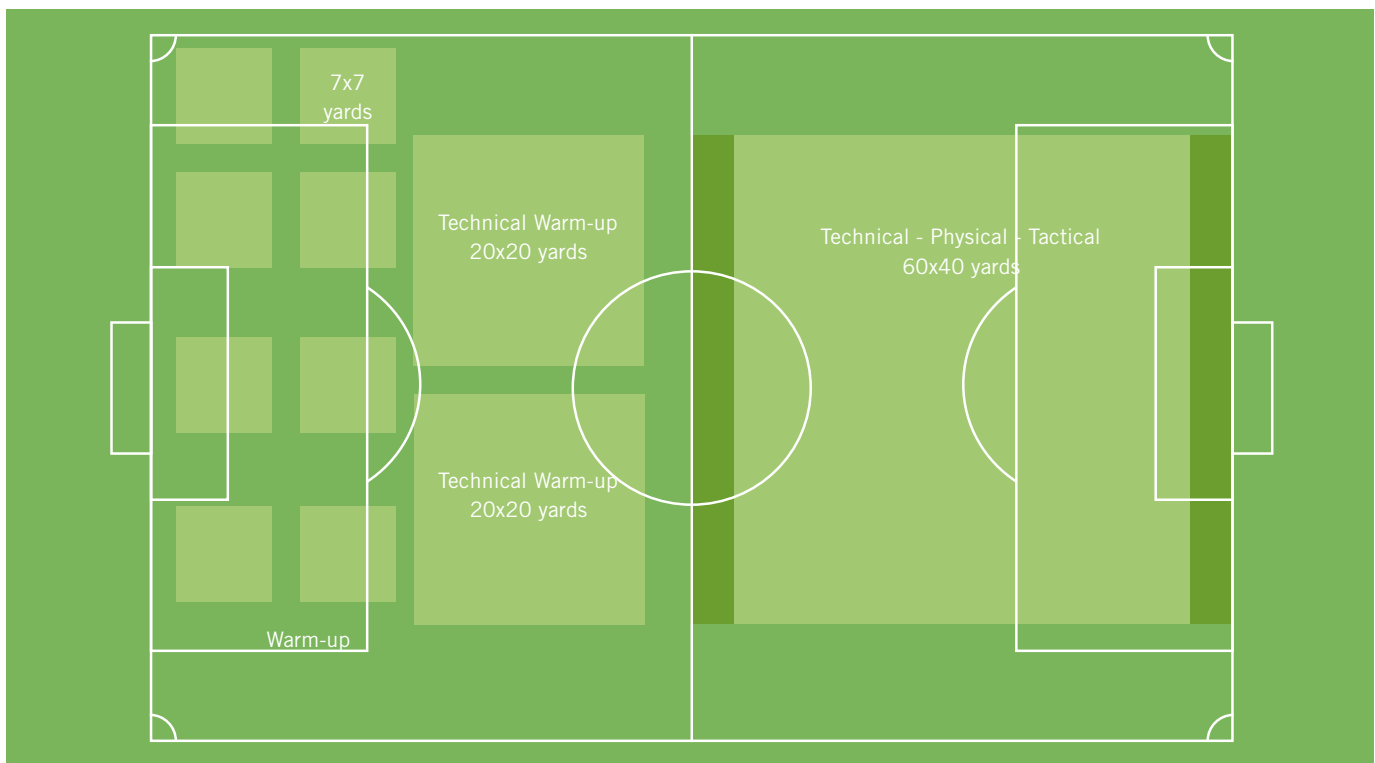 7x7
yards
Technical Warm-up
20x20 yards
Technical - Physical - Tactical
60x40 yards
Technical Warm-up
20x20 yards
Warm-up